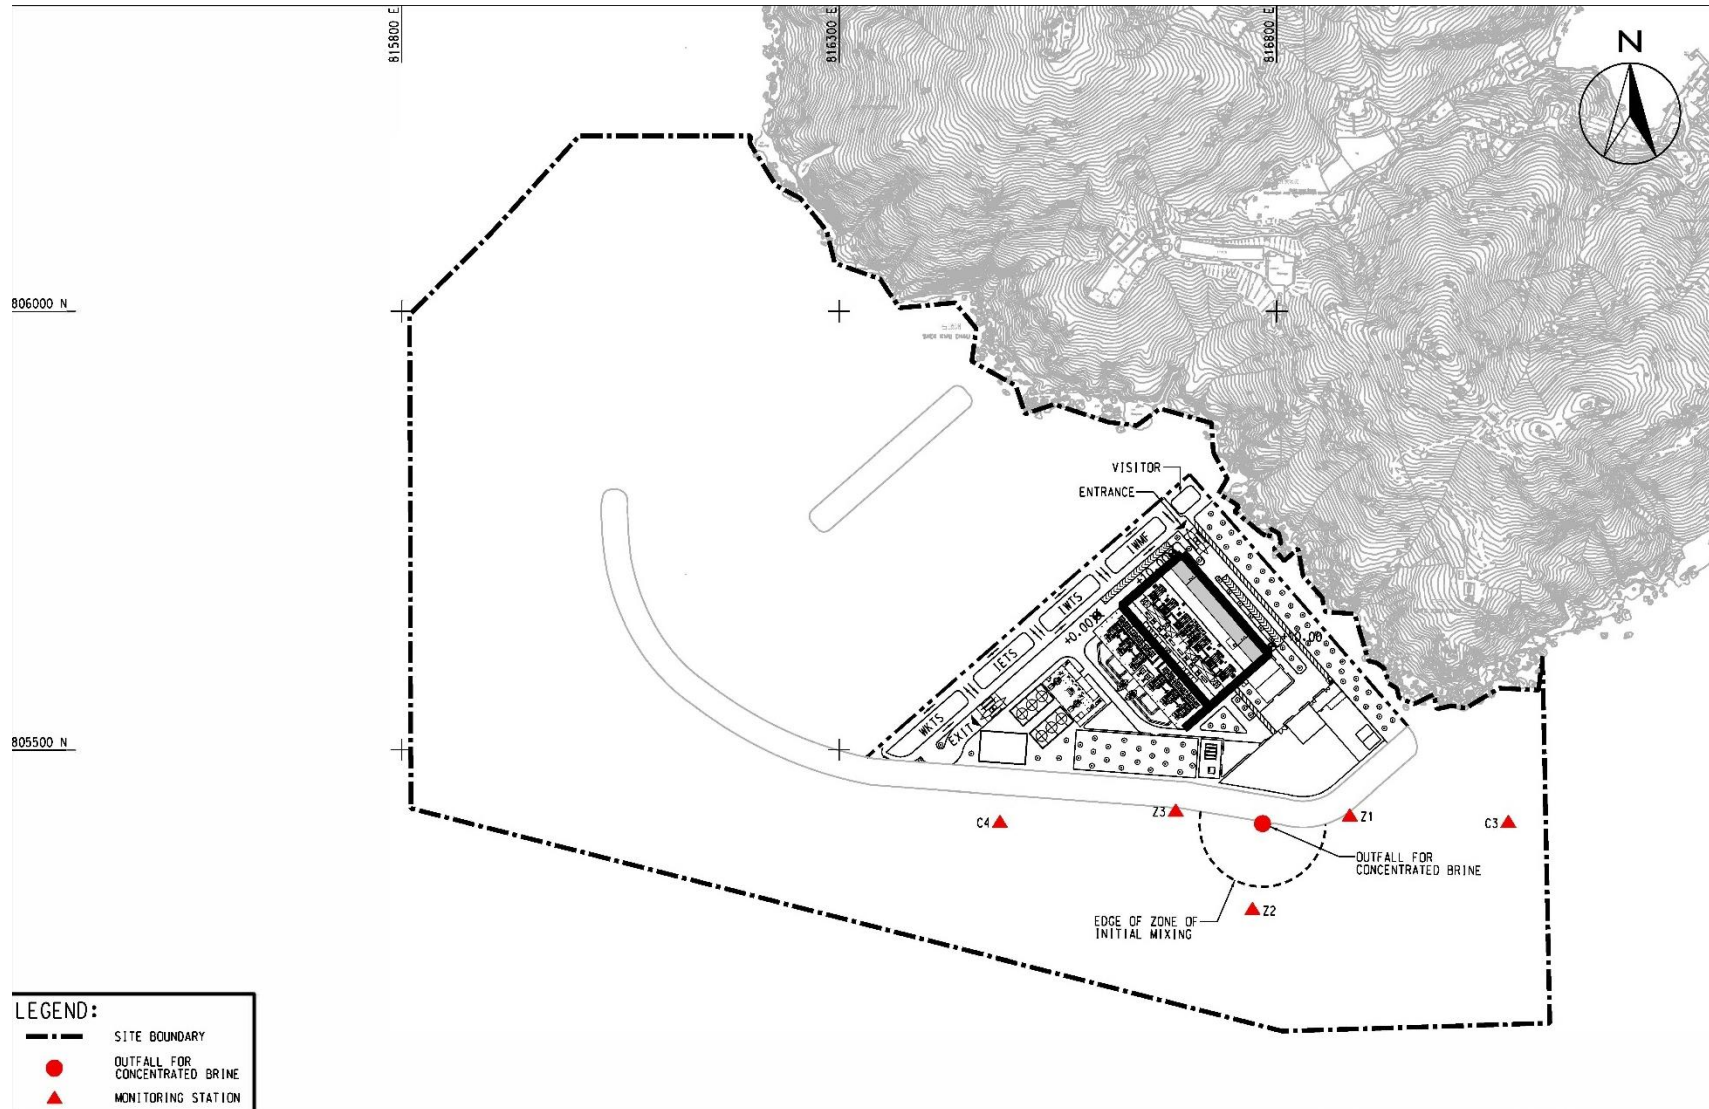 815800 E
816300 E
816800 E
N
806000 N
VISITOR
ENTRANCE
IWMF
IWTS
+0.00
IETS
WKTS
EXIT
805500 N
C4
Z3
Z1
C3
OUTFALL FOR
CONCENTRATED BRINE
Z2
EDGE OF ZONE OF
INITIAL MIXING
LEGEND:
SITE BOUNDARY
OUTFALL FOR
CONCENTRATED BRINE
MONITORING STATION